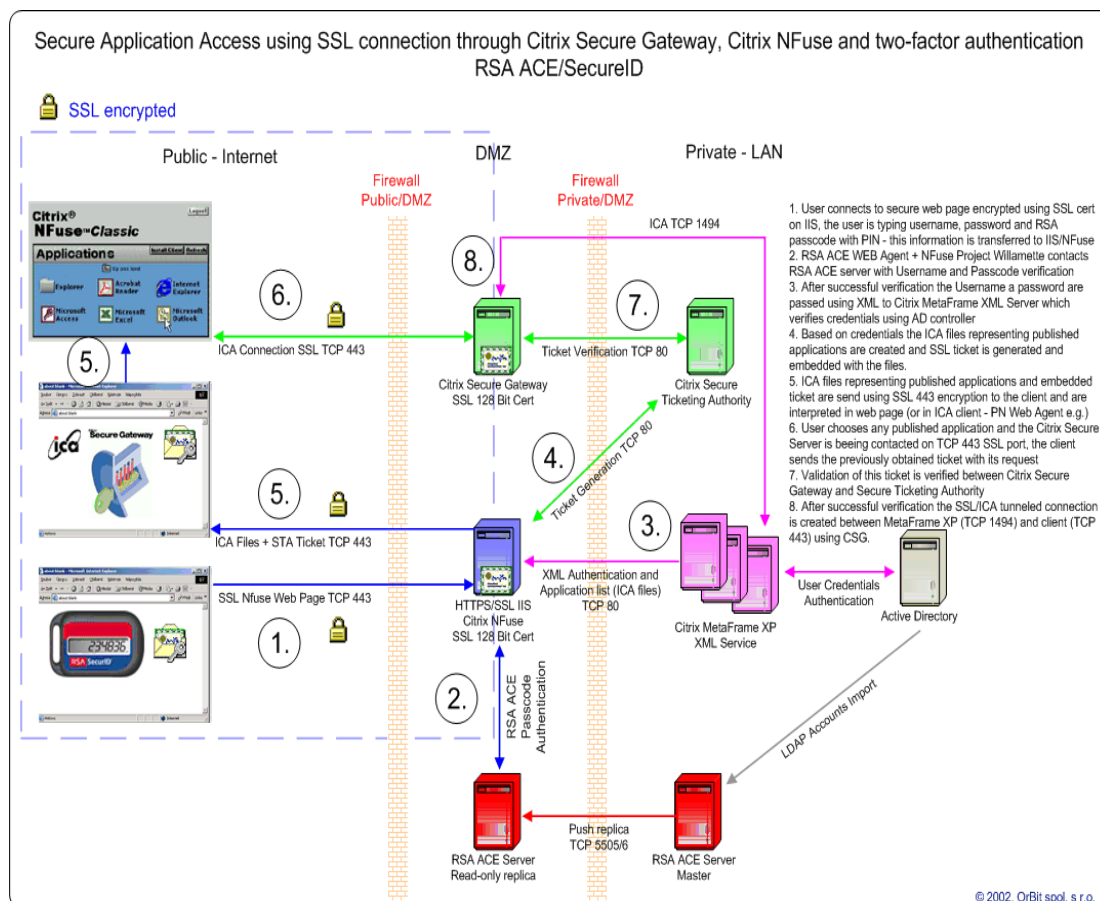 Secure Application Access using SSL connection through Citrix Secure Gateway, Citrix NFuse and two-factor authentication
RSA ACE/SecureID
SSL encrypted
Public - Internet
DMZ
Private - LAN
Firewall
Public/DMZ
Firewall
Private/DMZ
Citrix®
NFuse™Classic
Applications
Install Client
Refresh
Explorer
Acrobat
Reader
Internet
Explorer
Microsoft
Access
Microsoft
Excel
Microsoft
Outlook
ICA TCP 1494
8.
6.
7.
ICA Connection SSL TCP 443
Citrix Secure Gateway
SSL 128 Bit Cert
Ticket Verification TCP 80
Citrix Secure
Ticketing Authority
5.
ica
Secure Gateway
4.
Ticket Generation TCP 80
5.
ICA Files + STA Ticket TCP 443
3.
XML Authentication and
Application list (ICA files)
TCP 80
SSL Nfuse Web Page TCP 443
1.
234836
RSA SecurID
HTTPS/SSL IIS
Citrix NFuse
SSL 128 Bit Cert
Citrix MetaFrame XP
XML Service
User Credentials
Authentication
Active Directory
2.
RSA ACE
Passcode
Authentication
LDAP Accounts Import
Push replica
TCP 5505/6
RSA ACE Server
Read-only replica
RSA ACE Server
Master
1. User connects to secure web page encrypted using SSL cert
on IIS, the user is typing username, password and RSA
passcode with PIN - this information is transferred to IIS/NFuse
2. RSA ACE WEB Agent + NFuse Project Willamette contacts
RSA ACE server with Username and Passcode verification
3. After successful verification the Username a password are
passed using XML to Citrix MetaFrame XML Server which
verifies credentials using AD controller
4. Based on credentials the ICA files representing published
applications are created and SSL ticket is generated and
embedded with the files.
5. ICA files representing published applications and embedded
ticket are send using SSL 443 encryption to the client and are
interpreted in web page (or in ICA client - PN Web Agent e.g.)
6. User chooses any published application and the Citrix Secure
Server is beeing contacted on TCP 443 SSL port, the client
sends the previously obtained ticket with its request
7. Validation of this ticket is verified between Citrix Secure
Gateway and Secure Ticketing Authority
8. After successful verification the SSL/ICA tunneled connection
is created between MetaFrame XP (TCP 1494) and client (TCP
443) using CSG.
© 2002, OrBit spol. s r.o.